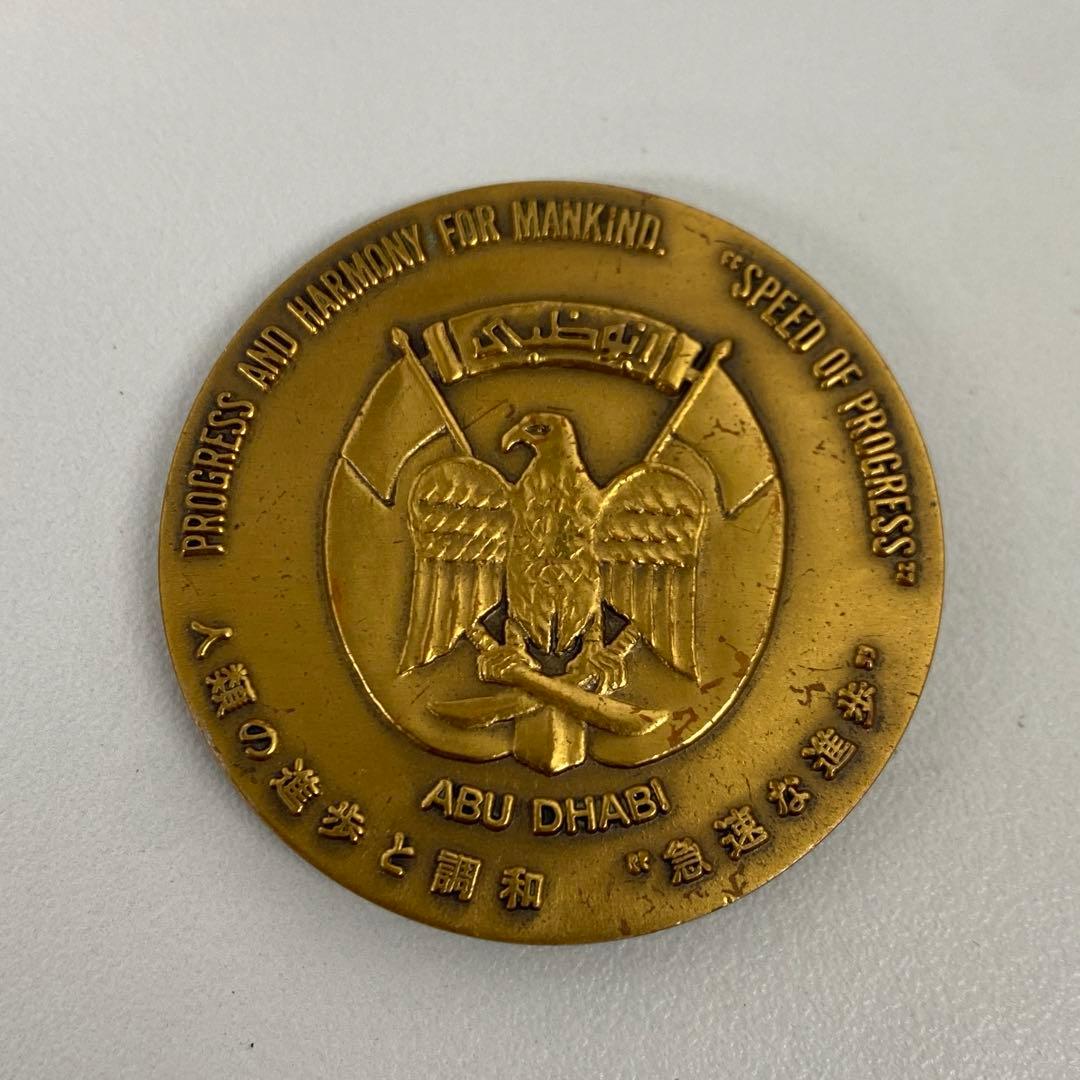 PROGRESS AND HARMONY FOR MANKIND. "SPEED OF PROGRESS"
ابوظبي
ABU DHABI
人類の進歩と調和 "急速な進歩"